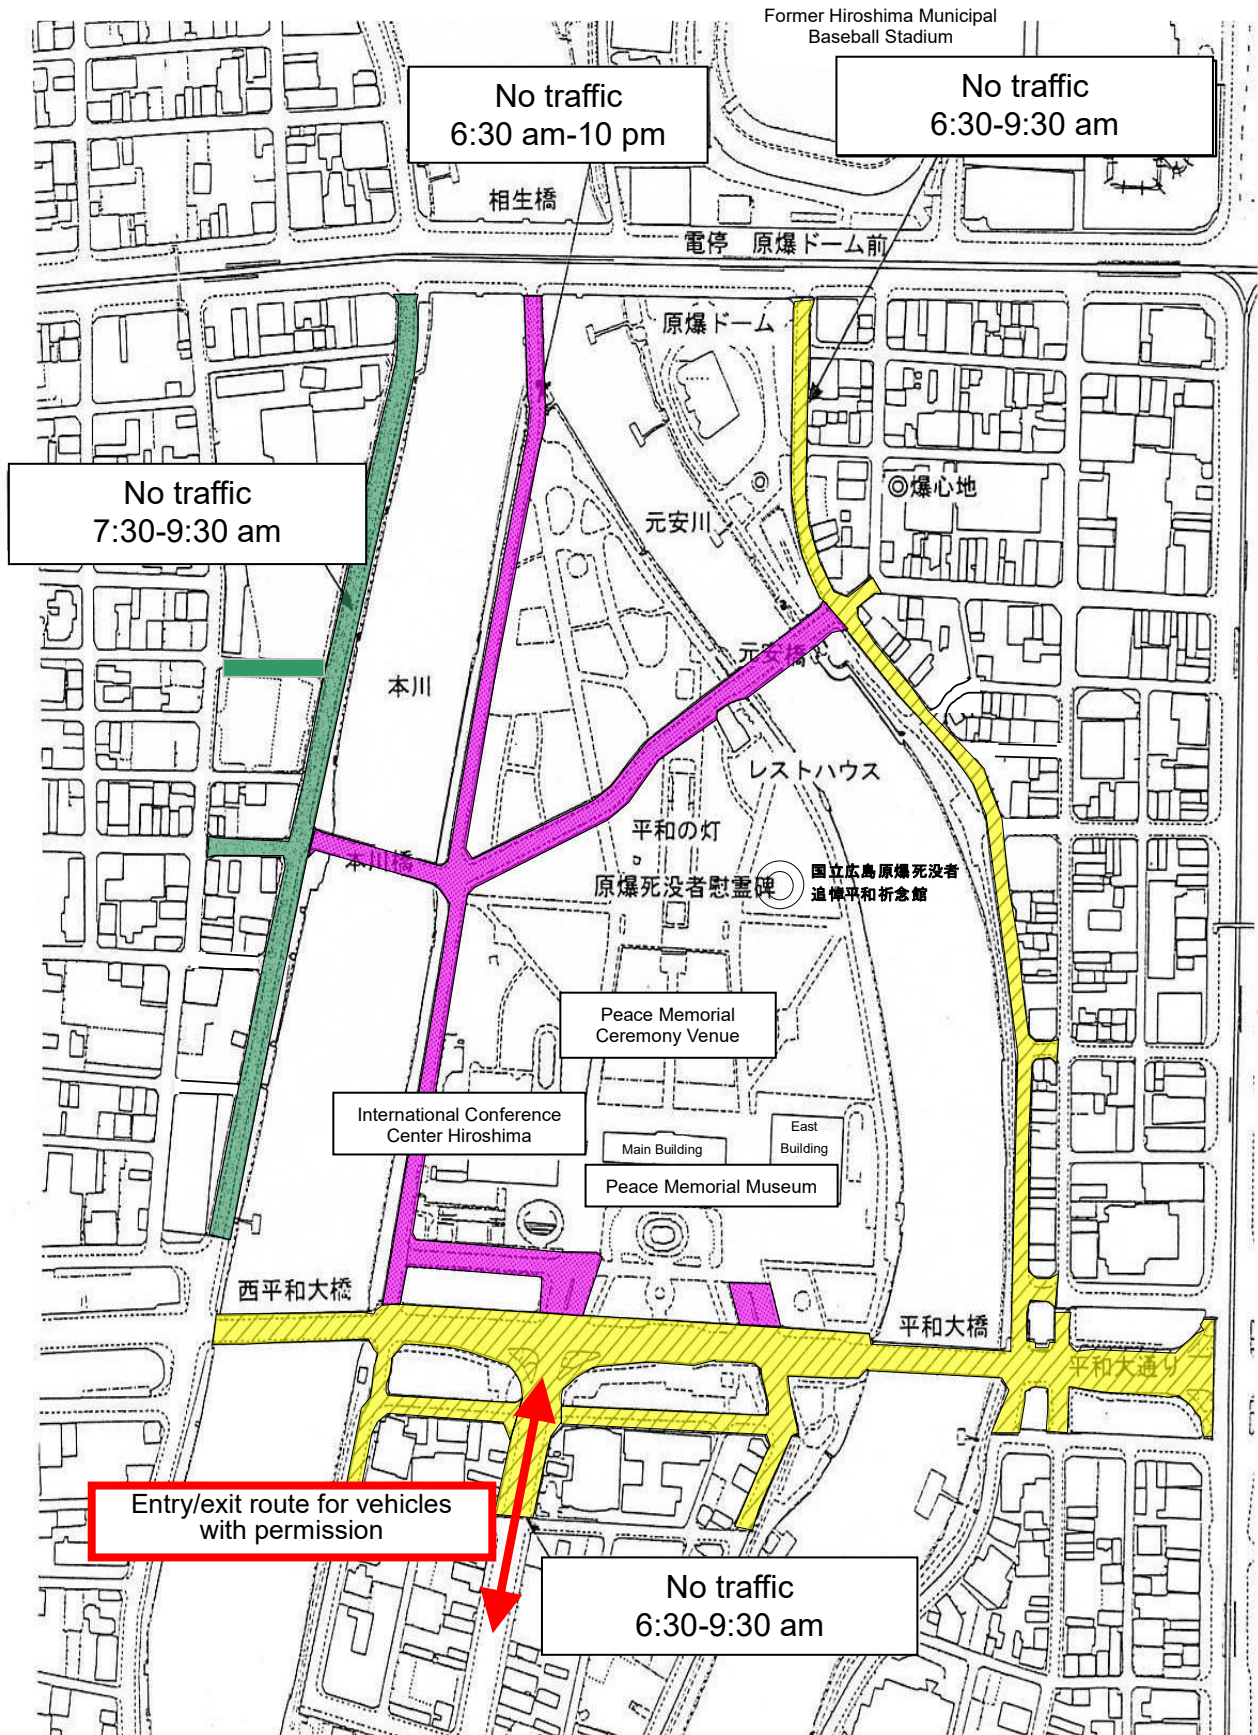 Former Hiroshima Municipal
Baseball Stadium
No traffic
6:30 am-10 pm
No traffic
6:30-9:30 am
相生橋
電停 原爆ドーム前
原爆ドーム
No traffic
7:30-9:30 am
◎爆心地
元安川
元安橋
本川
レストハウス
平和の灯
本川橋
原爆死没者慰霊碑
国立広島原爆死没者
追悼平和祈念館
Peace Memorial
Ceremony Venue
International Conference
Center Hiroshima
Main Building
East
Building
Peace Memorial Museum
西平和大橋
平和大橋
平和大通り
Entry/exit route for vehicles
with permission
No traffic
6:30-9:30 am